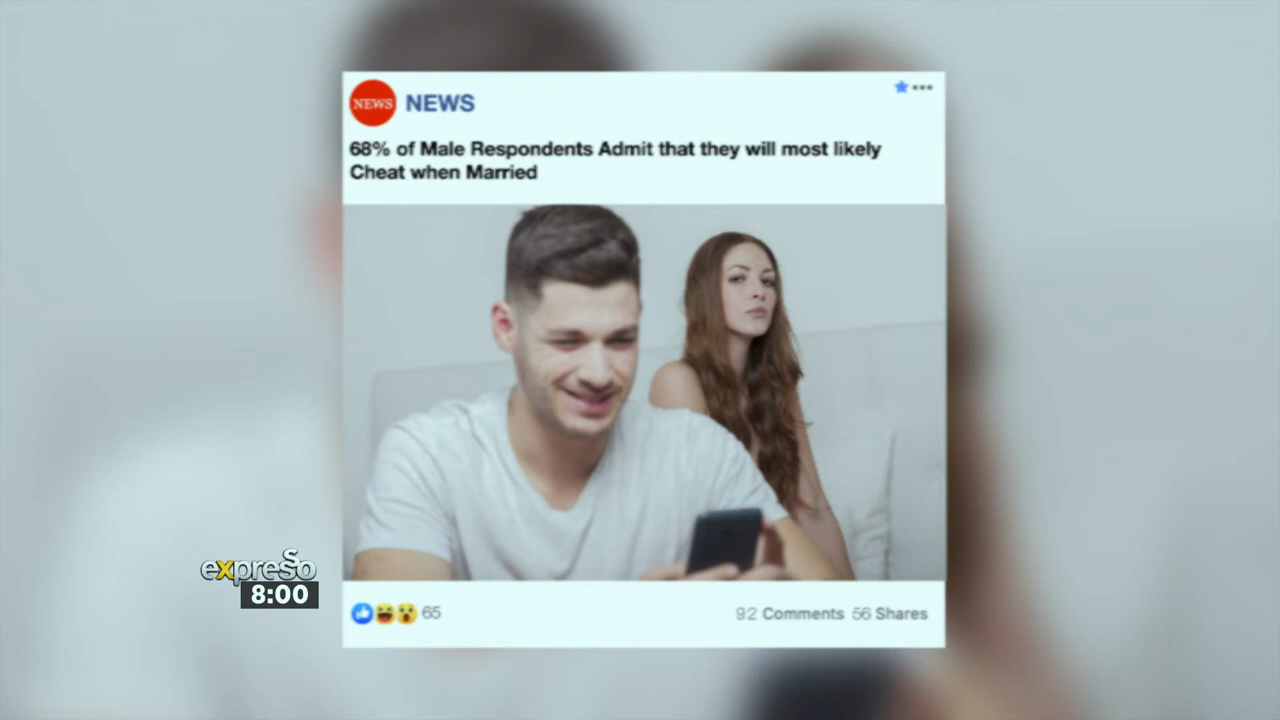 NEWS
NEWS
68% of Male Respondents Admit that they will most likely
Cheat when Married
expresso
8:00
65
92 Comments 56 Shares